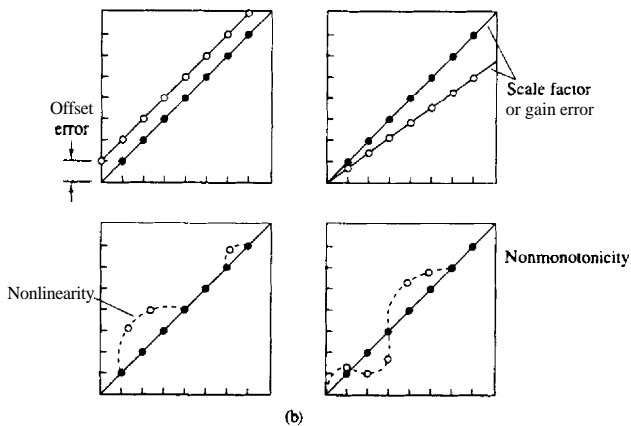 Offset
error
Scale factor
or gain error
Nonlinearity
Nonmonotonicity
(b)